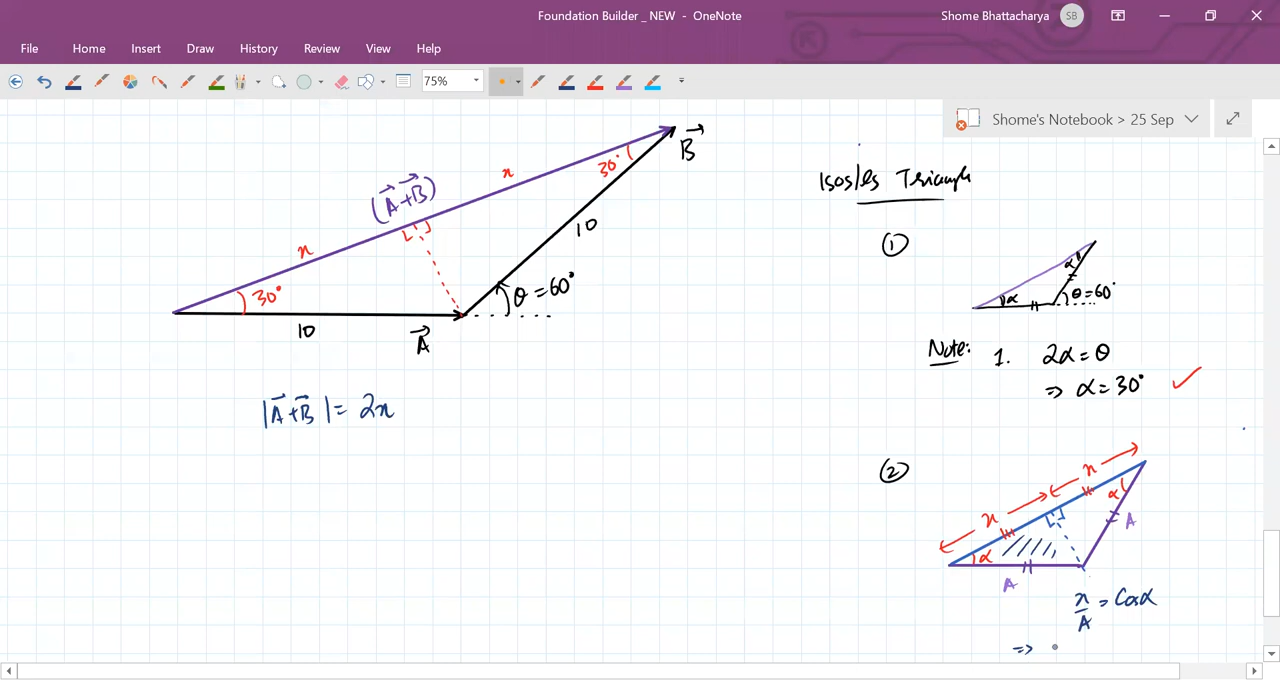 Foundation Builder _ NEW - OneNote
Shome Bhattacharya SB
File Home Insert Draw History Review View Help
75%
Shome's Notebook > 25 Sep
B⃗
30°
x
(A⃗+B⃗)
x
10
30°
θ = 60°
10
A⃗
|A⃗+B⃗| = 2x
Triangle
①
α
α
θ = 60°
Note: 1. 2α = θ
⇒ α = 30° ✓
②
x
x
α
A
α
A
x/A = Cosα
⇒